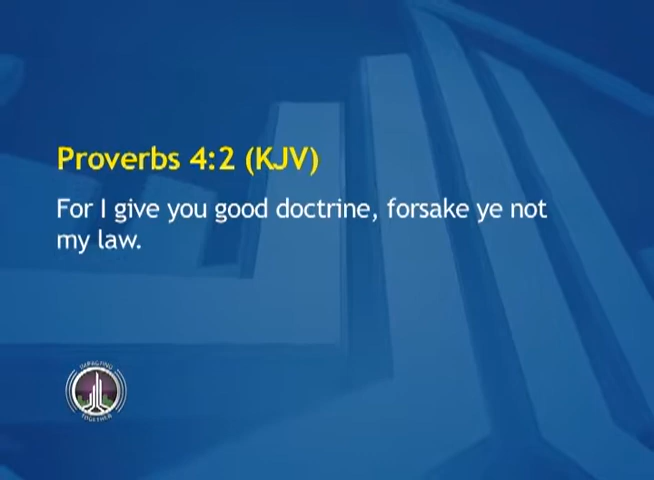 Proverbs 4:2 (KJV)
For I give you good doctrine, forsake ye not
my law.